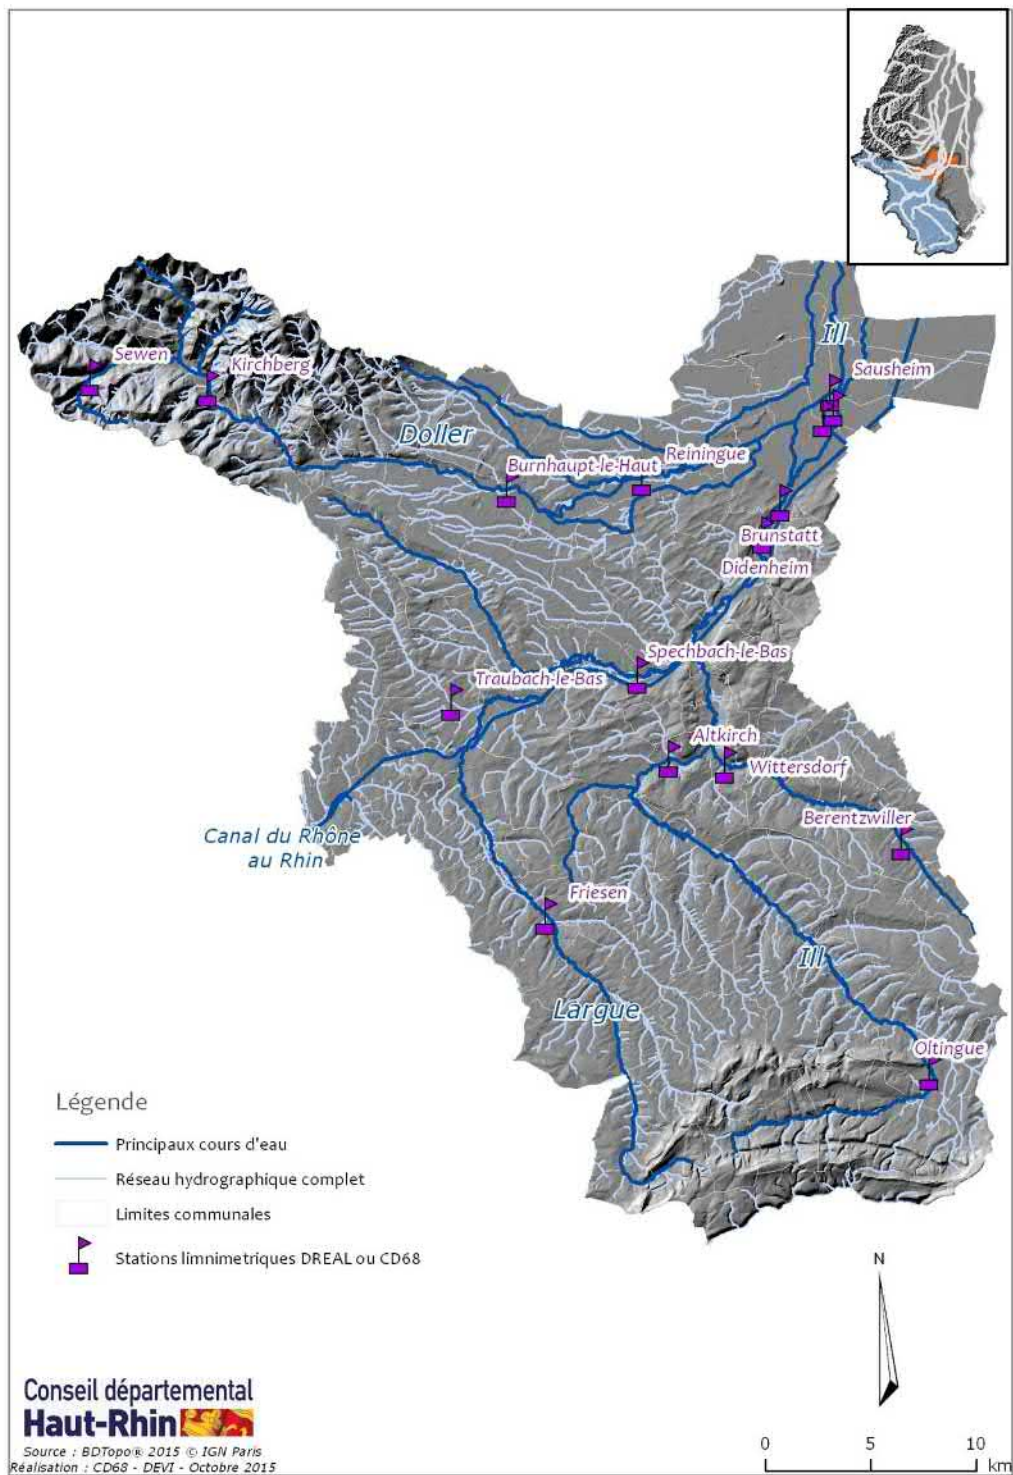 Ill
Sewen
Kirchberg
Sausheim
Doller
Reiningue
Burnhaupt-le-Haut
Brunstatt
Didenheim
Spechbach-le-Bas
Traubach-le-Bas
Altkirch
Wittersdorf
Berentzwiller
Canal du Rhône
au Rhin
Friesen
Ill
Largue
Oltingue
Légende
Principaux cours d'eau
Réseau hydrographique complet
Limites communales
Stations limnimetriques DREAL ou CD68
N
Conseil départemental
Haut-Rhin
Source : BDTopo® 2015 © IGN Paris
Réalisation : CD68 - DEVI - Octobre 2015
0 5 10
km